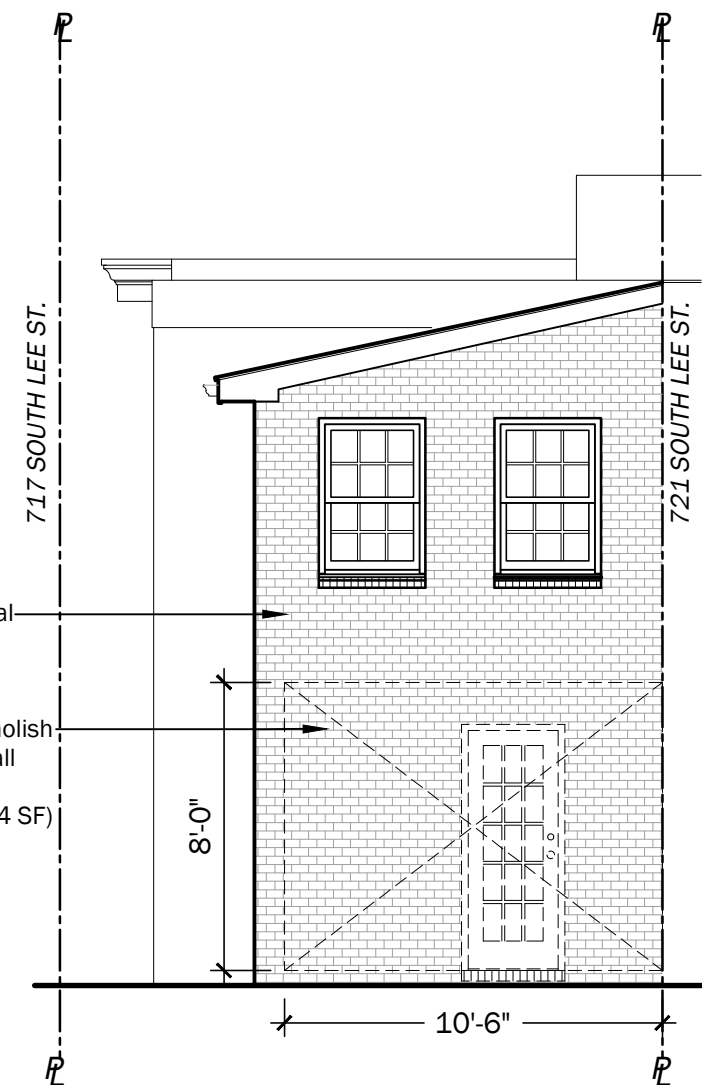 PL
PL
717 SOUTH LEE ST.
721 SOUTH LEE ST.
al
olish
all
4 SF)
8'-0"
10'-6"
PL
PL